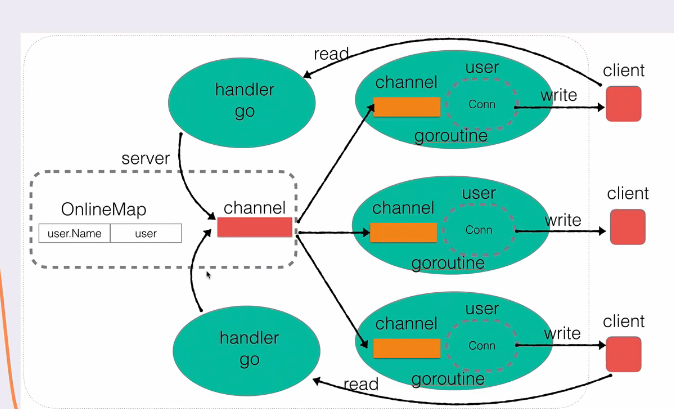 read
client
user
channel
handler
go
Conn
write
goroutine
server
OnlineMap
channel
user.Name
user
client
user
channel
Conn
write
goroutine
client
user
channel
Conn
write
handler
go
goroutine
read